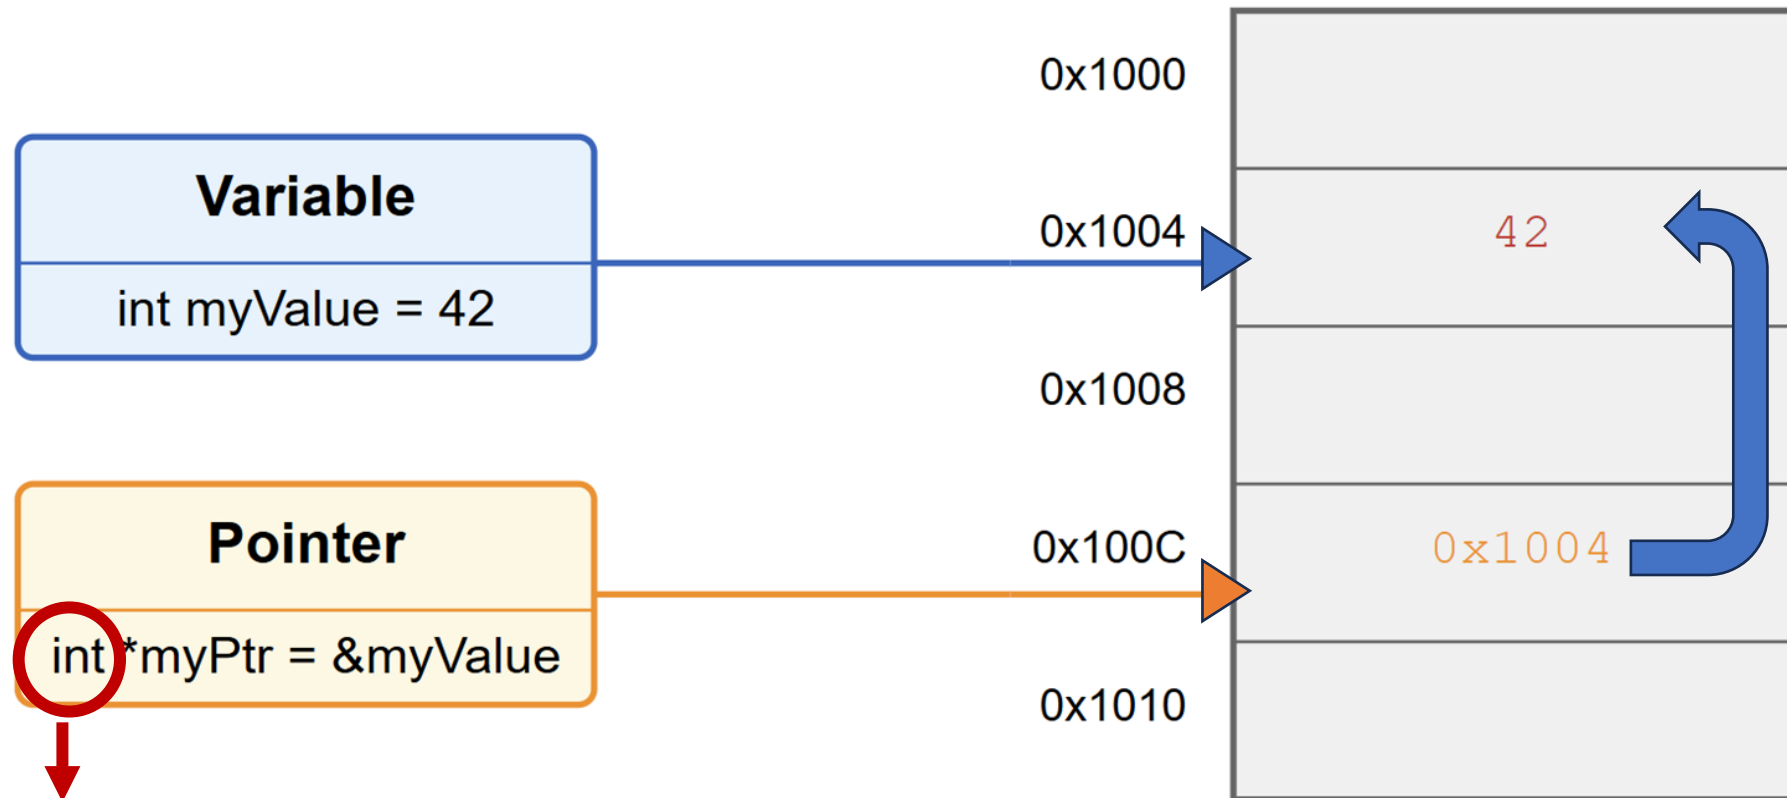 Variable
int myValue = 42
Pointer
int *myPtr = &myValue
0x1000
0x1004
0x1008
0x100C
0x1010
42
0x1004